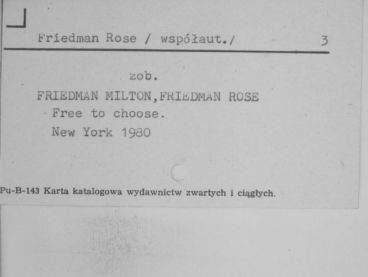 Friedman Rose / współaut./ 3
zob.
FRIEDMAN MILTON,FRIEDMAN ROSE
Free to choose.
New York 1980
Pu-B-143 Karta katalogowa wydawnictw zwartych i ciągłych.